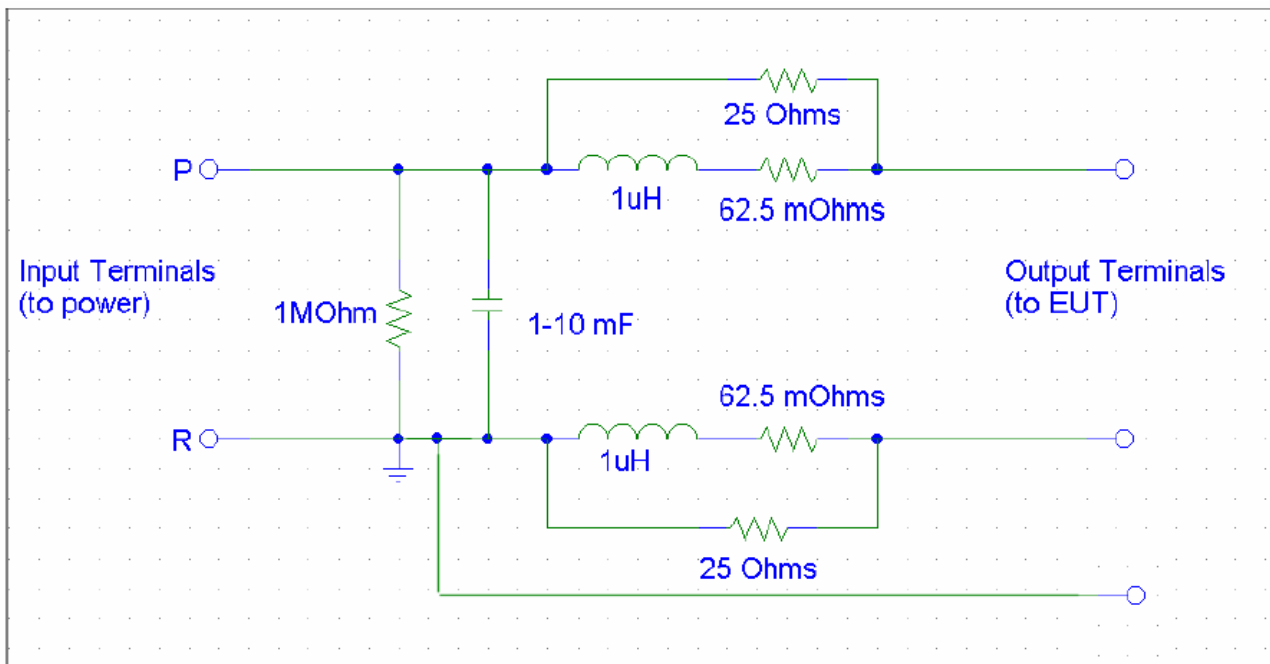 25 Ohms
P
1uH
62.5 mOhms
Input Terminals
(to power)
Output Terminals
(to EUT)
1MOhm
1-10 mF
62.5 mOhms
R
1uH
25 Ohms